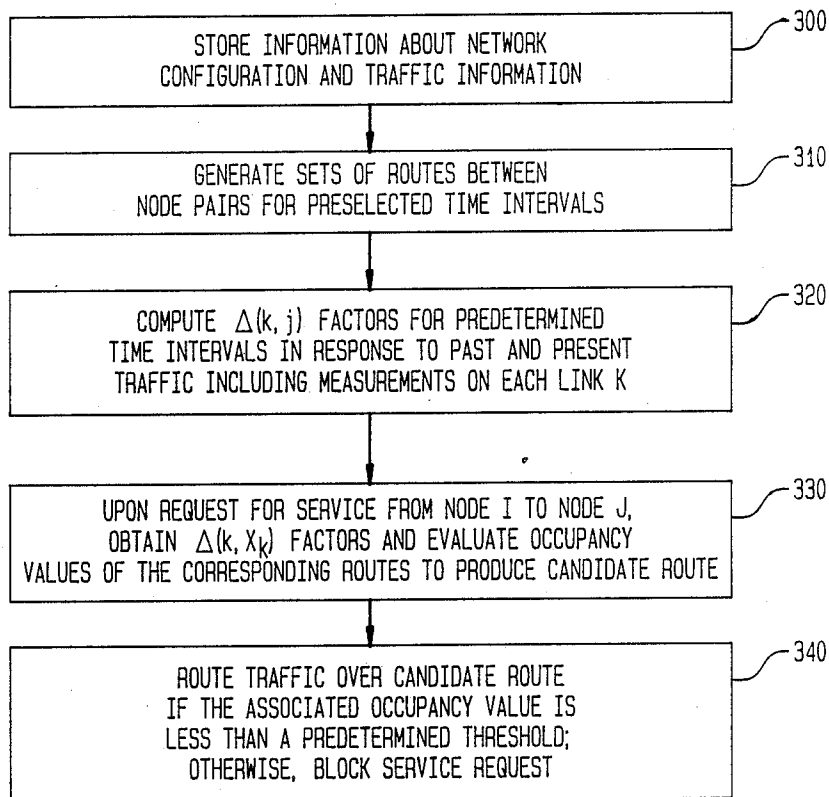 STORE INFORMATION ABOUT NETWORK
CONFIGURATION AND TRAFFIC INFORMATION
300
GENERATE SETS OF ROUTES BETWEEN
NODE PAIRS FOR PRESELECTED TIME INTERVALS
310
COMPUTE Δ(k, j) FACTORS FOR PREDETERMINED
TIME INTERVALS IN RESPONSE TO PAST AND PRESENT
TRAFFIC INCLUDING MEASUREMENTS ON EACH LINK K
320
UPON REQUEST FOR SERVICE FROM NODE I TO NODE J,
OBTAIN Δ(k, Xk) FACTORS AND EVALUATE OCCUPANCY
VALUES OF THE CORRESPONDING ROUTES TO PRODUCE CANDIDATE ROUTE
330
ROUTE TRAFFIC OVER CANDIDATE ROUTE
IF THE ASSOCIATED OCCUPANCY VALUE IS
LESS THAN A PREDETERMINED THRESHOLD;
OTHERWISE, BLOCK SERVICE REQUEST
340